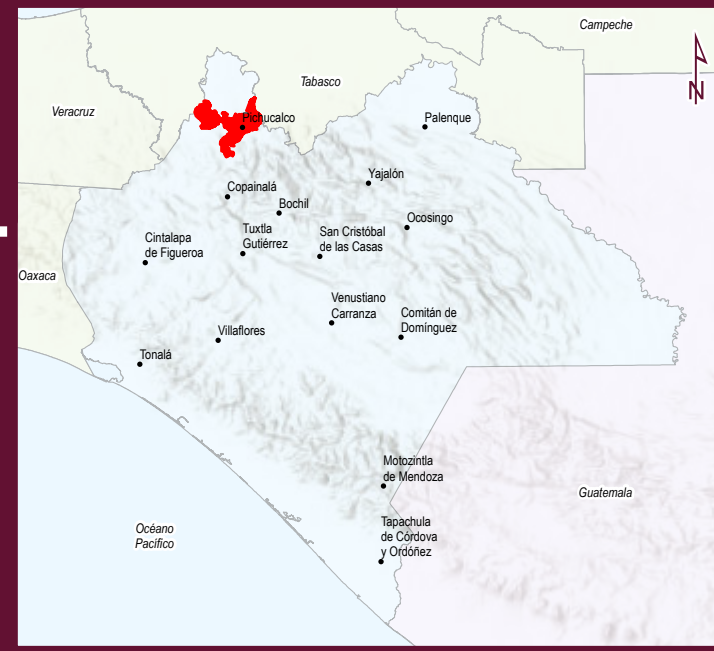 Campeche
Tabasco
N
Veracruz
Pichucalco
Palenque
Yajalón
Copainalá
Bochil
Ocosingo
Tuxtla
Gutiérrez
San Cristóbal
de las Casas
Cintalapa
de Figueroa
Oaxaca
Venustiano
Carranza
Comitán de
Domínguez
Villaflores
Tonalá
Motozintla
de Mendoza
Guatemala
Océano
Pacífico
Tapachula
de Córdova
y Ordóñez